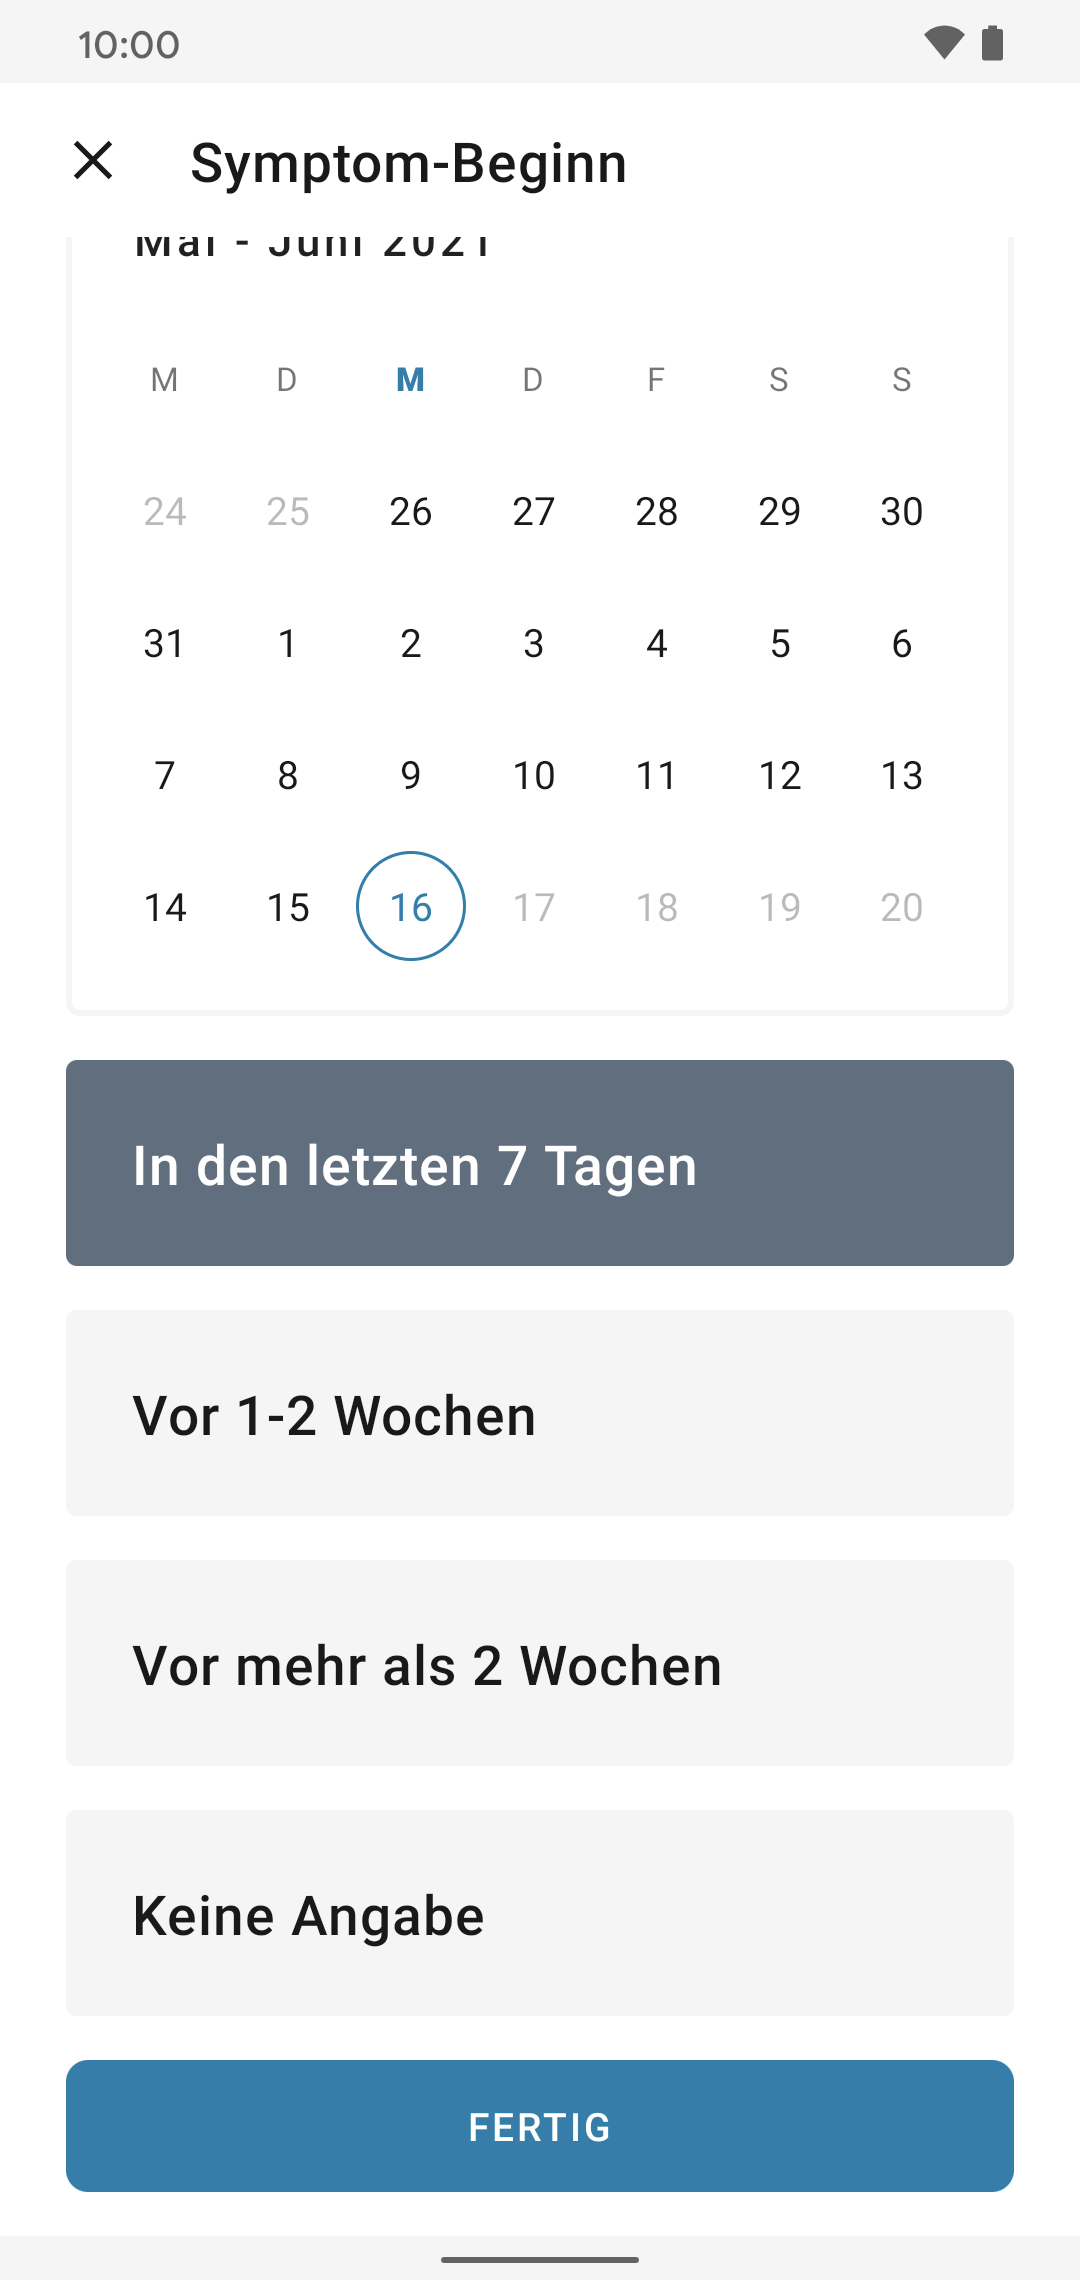 10:00
Symptom-Beginn
Mai - Juni 2021
M D M D F S S
24 25 26 27 28 29 30
31 1 2 3 4 5 6
7 8 9 10 11 12 13
14 15 16 17 18 19 20
In den letzten 7 Tagen
Vor 1-2 Wochen
Vor mehr als 2 Wochen
Keine Angabe
FERTIG